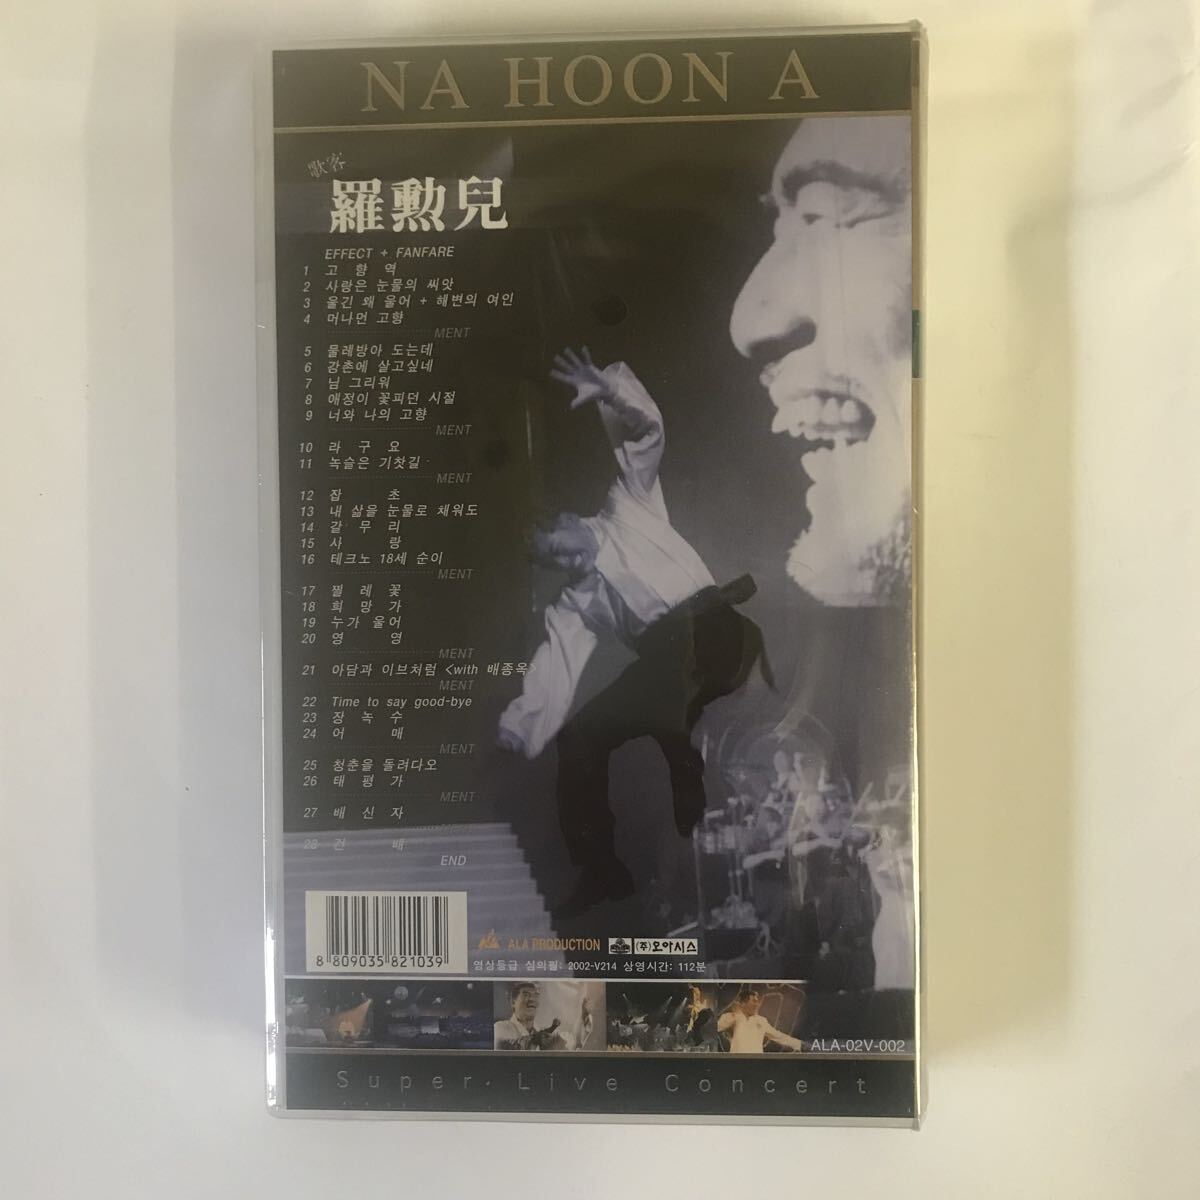 NA HOON A
歌客
羅勲兒
EFFECT + FANFARE
1 고 향 역
2 사랑은 눈물의 씨앗
3 울긴 왜 울어 + 해변의 여인
4 머나먼 고향
MENT
5 물레방아 도는데
6 강촌에 살고싶네
7 님 그리워
8 애정이 꽃피던 시절
9 너와 나의 고향
MENT
10 라 구 요
11 녹슬은 기찻길
MENT
12 잡 초
13 내 삶을 눈물로 채워도
14 갈 무 리
15 사 랑
16 테크노 18세 순이
MENT
17 찔 레 꽃
18 희 망 가
19 누가 울어
20 영 영
MENT
21 아담과 이브처럼 <with 배종옥>
MENT
22 Time to say good-bye
23 장 녹 수
24 어 매
MENT
25 청춘을 돌려다오
26 태 평 가
MENT
27 배 신 자
28 건 배
END
8 809035 821039
ALA PRODUCTION (주)오아시스
영상등급 심의필: 2002-V214 상영시간: 112분
ALA-02V-002
Super. Live Concert